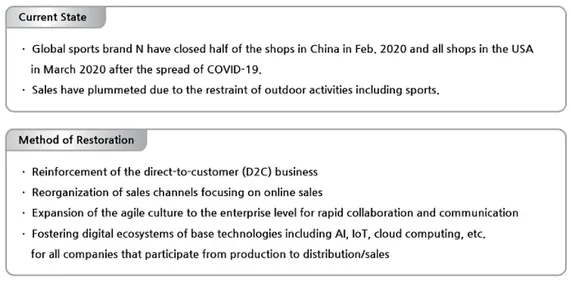 Current State
· Global sports brand N have closed half of the shops in China in Feb. 2020 and all shops in the USA
in March 2020 after the spread of COVID-19.
· Sales have plummeted due to the restraint of outdoor activities including sports.
Method of Restoration
· Reinforcement of the direct-to-customer (D2C) business
· Reorganization of sales channels focusing on online sales
· Expansion of the agile culture to the enterprise level for rapid collaboration and communication
· Fostering digital ecosystems of base technologies including AI, IoT, cloud computing, etc.
for all companies that participate from production to distribution/sales